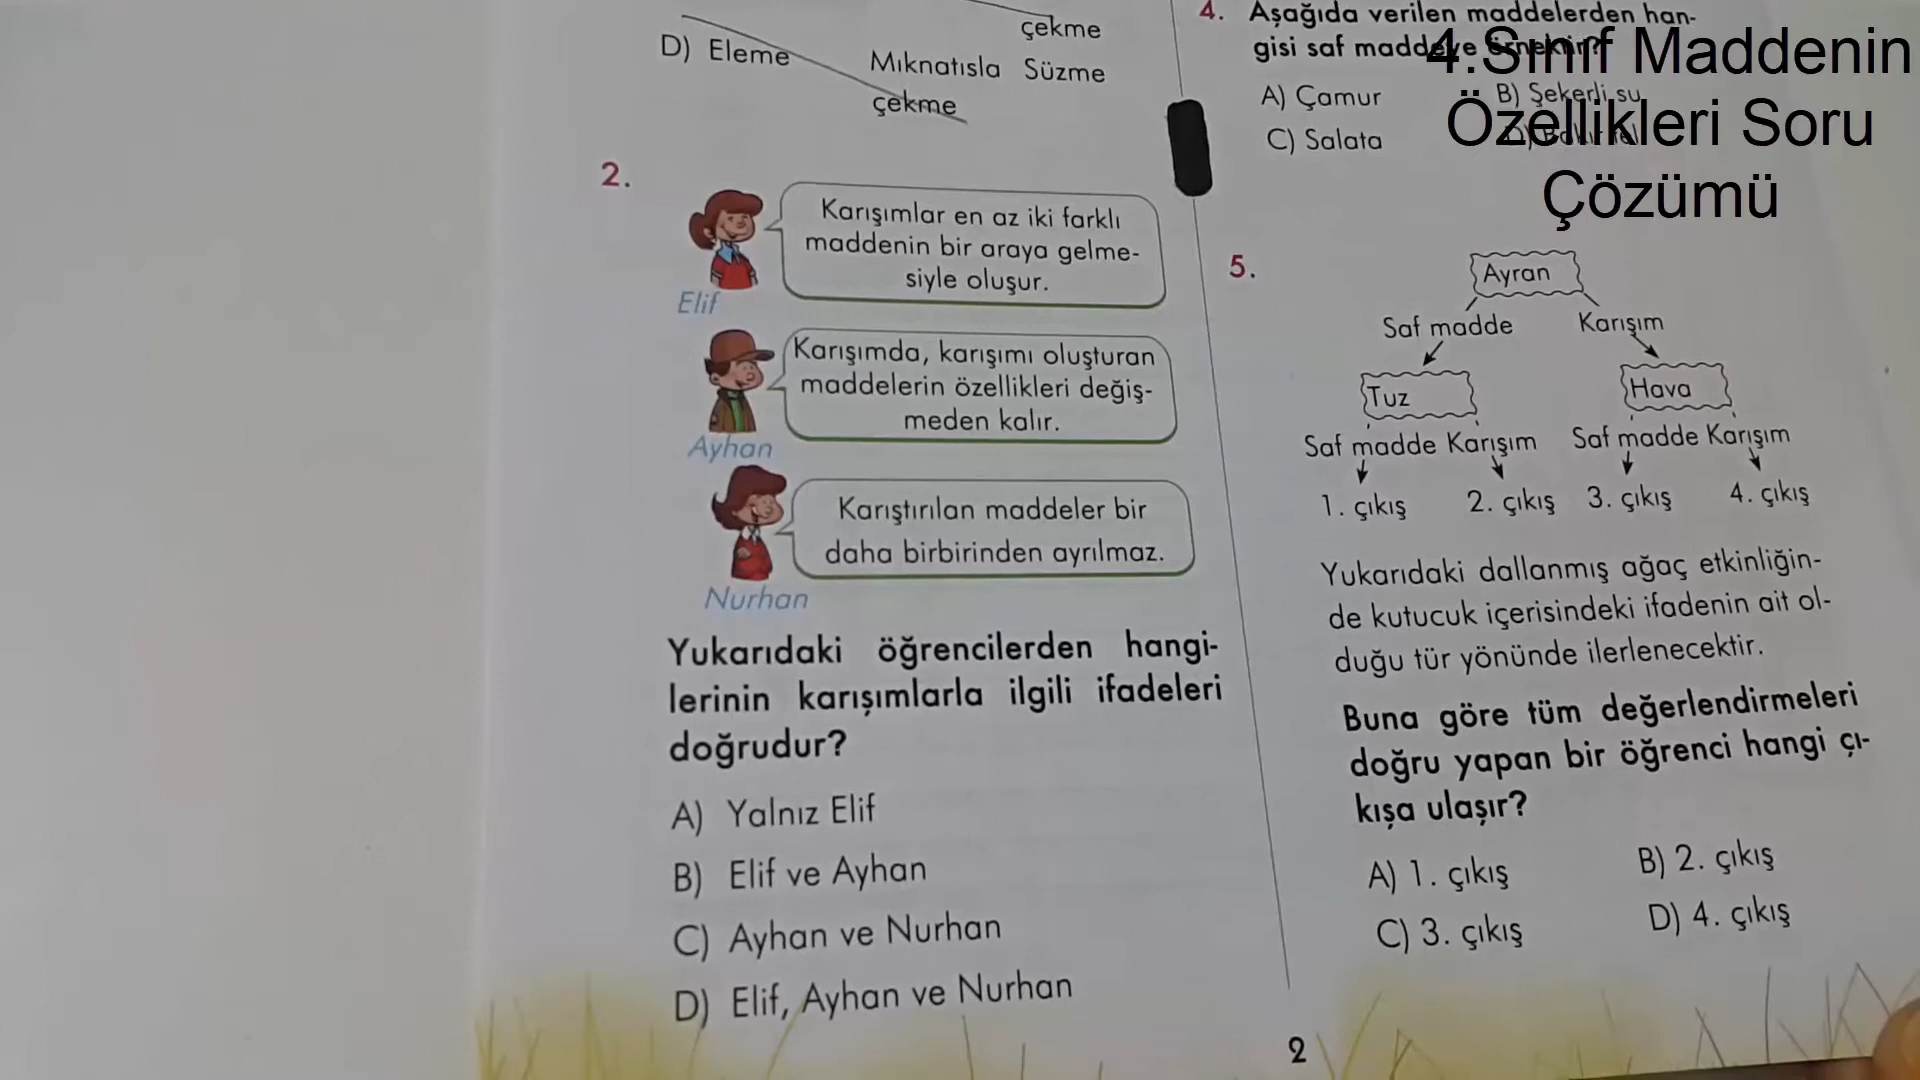 çekme
D) Eleme Mıknatısla Süzme
çekme
2.
Karışımlar en az iki farklı
maddenin bir araya gelme-
siyle oluşur.
Elif
Karışımda, karışımı oluşturan
maddelerin özellikleri değiş-
meden kalır.
Ayhan
Karıştırılan maddeler bir
daha birbirinden ayrılmaz.
Nurhan
Yukarıdaki öğrencilerden hangi-
lerinin karışımlarla ilgili ifadeleri
doğrudur?
A) Yalnız Elif
B) Elif ve Ayhan
C) Ayhan ve Nurhan
D) Elif, Ayhan ve Nurhan
4. Aşağıda verilen maddelerden han-
gisi saf maddeye örnektir?
A) Çamur B) Şekerli su
C) Salata D)
4.Sınıf Maddenin
Özellikleri Soru
Çözümü
5.
Ayran
Saf madde Karışım
Tuz Hava
Saf madde Karışım Saf madde Karışım
1. çıkış 2. çıkış 3. çıkış 4. çıkış
Yukarıdaki dallanmış ağaç etkinliğin-
de kutucuk içerisindeki ifadenin ait ol-
duğu tür yönünde ilerlenecektir.
Buna göre tüm değerlendirmeleri
doğru yapan bir öğrenci hangi çı-
kışa ulaşır?
A) 1. çıkış B) 2. çıkış
C) 3. çıkış D) 4. çıkış
2